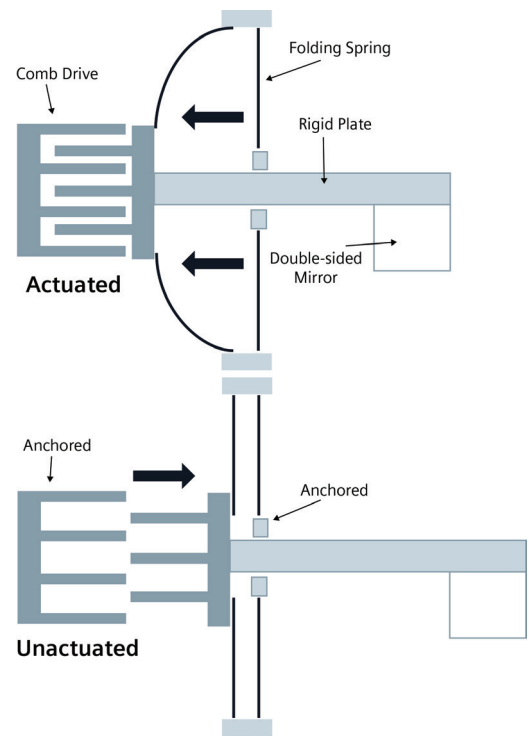 Folding Spring
Comb Drive
Rigid Plate
Double-sided
Mirror
Actuated
Anchored
Anchored
Unactuated